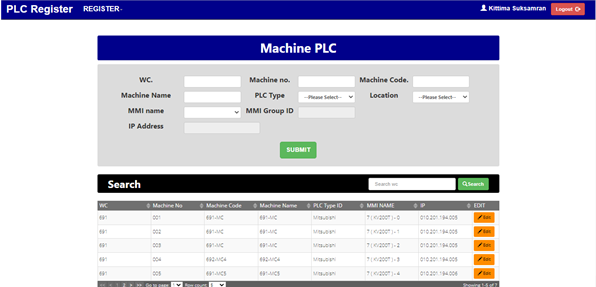 PLC Register REGISTER Kittima Suksamran Logout
Machine PLC
WC. Machine no. Machine Code.
Machine Name PLC Type --Please Select-- Location --Please Select--
MMI name MMI Group ID
IP Address
SUBMIT
Search Search wc Search
WC Machine No Machine Code Machine Name PLC Type ID MMI NAME IP EDIT
691 001 691-MC 691-MC Mitsubishi 7 ( KV200T ) - 0 010.201.194.005 Edit
691 002 691-MC 691-MC Mitsubishi 7 ( KV200T ) - 1 010.201.194.005 Edit
691 003 691-MC 691-MC Mitsubishi 7 ( KV200T ) - 2 010.201.194.005 Edit
691 004 692-MC4 692-MC4 Mitsubishi 7 ( KV200T ) - 3 010.201.194.005 Edit
691 005 691-MC5 691-MC5 Mitsubishi 7 ( KV200T ) - 4 010.201.194.006 Edit
Go to page: 1 Row count: 5 Showing 1-5 of 7